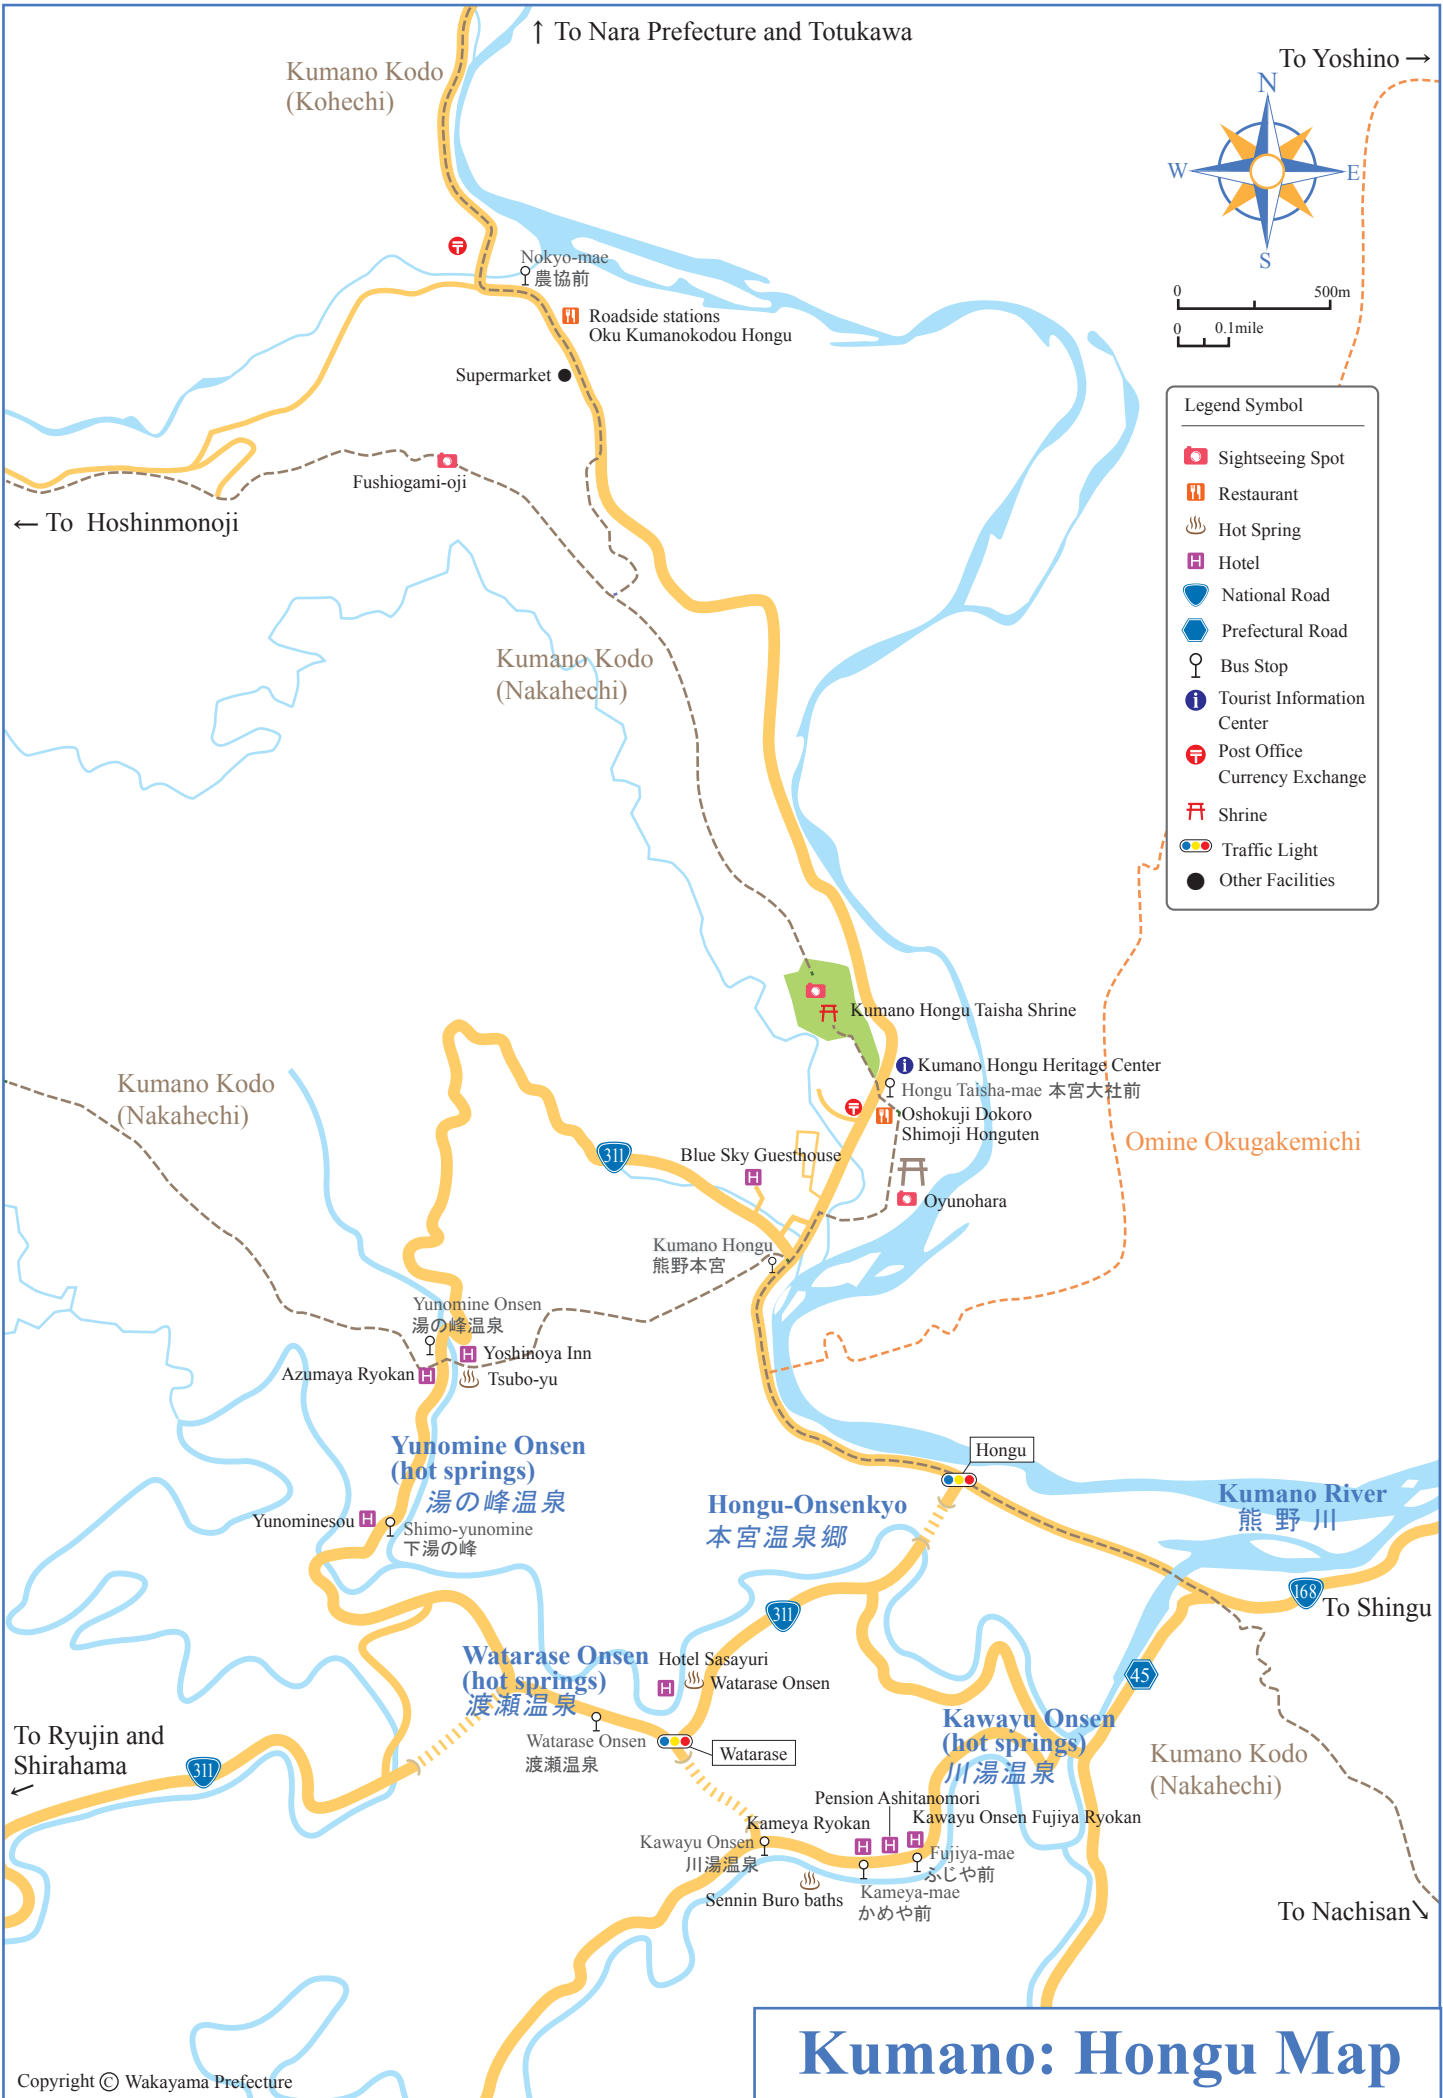 ↑ To Nara Prefecture and Totukawa
To Yoshino →
Kumano Kodo
(Kohechi)
N
W
E
S
Nokyo-mae
農協前
0
500m
0
0.1mile
Roadside stations
Oku Kumanokodou Hongu
Supermarket
Legend Symbol
Sightseeing Spot
Restaurant
Hot Spring
H
Hotel
National Road
Prefectural Road
Bus Stop
i
Tourist Information
Center
Post Office
Currency Exchange
Shrine
Traffic Light
Other Facilities
Fushiogami-oji
← To Hoshinmonoji
Kumano Kodo
(Nakahechi)
Kumano Hongu Taisha Shrine
i
Kumano Hongu Heritage Center
Hongu Taisha-mae 本宮大社前
Oshokuji Dokoro
Shimoji Honguten
Kumano Kodo
(Nakahechi)
311
Blue Sky Guesthouse
H
Omine Okugakemichi
Oyunohara
Kumano Hongu
熊野本宮
Yunomine Onsen
湯の峰温泉
H
Yoshinoya Inn
Azumaya Ryokan
H
Tsubo-yu
Yunomine Onsen
(hot springs)
湯の峰温泉
Hongu
Yunominesou
H
Shimo-yunomine
下湯の峰
Hongu-Onsenkyo
本宮温泉郷
Kumano River
熊野川
168
To Shingu
311
Watarase Onsen
(hot springs)
渡瀬温泉
Hotel Sasayuri
H
Watarase Onsen
45
Watarase Onsen
渡瀬温泉
Watarase
Kawayu Onsen
(hot springs)
川湯温泉
To Ryujin and
Shirahama
←
311
Kumano Kodo
(Nakahechi)
Pension Ashitanomori
Kameya Ryokan
Kawayu Onsen Fujiya Ryokan
H
H
H
Kawayu Onsen
川湯温泉
Fujiya-mae
ふじや前
Sennin Buro baths
Kameya-mae
かめや前
To Nachisan↘
Kumano: Hongu Map
Copyright © Wakayama Prefecture